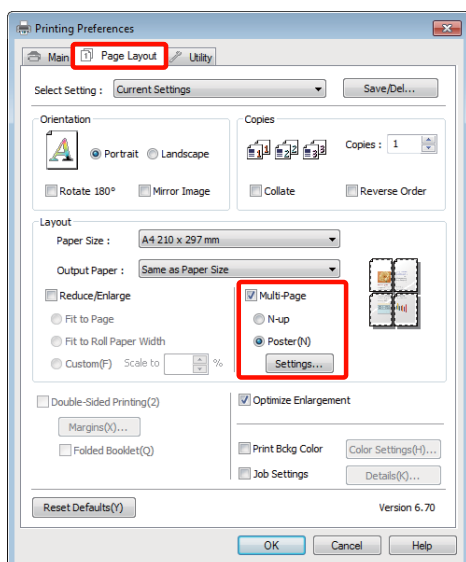 Printing Preferences
Main Page Layout Utility
Select Setting : Current Settings Save/Del...
Orientation
Portrait Landscape
Rotate 180° Mirror Image
Copies
Copies : 1
Collate Reverse Order
Layout
Paper Size : A4 210 x 297 mm
Output Paper : Same as Paper Size
Reduce/Enlarge
Fit to Page
Fit to Roll Paper Width
Custom(F) Scale to %
Multi-Page
N-up
Poster(N)
Settings...
Double-Sided Printing(2)
Margins(X)...
Folded Booklet(Q)
Optimize Enlargement
Print Bckg Color Color Settings(H)...
Job Settings Details(K)...
Reset Defaults(Y) Version 6.70
OK Cancel Help